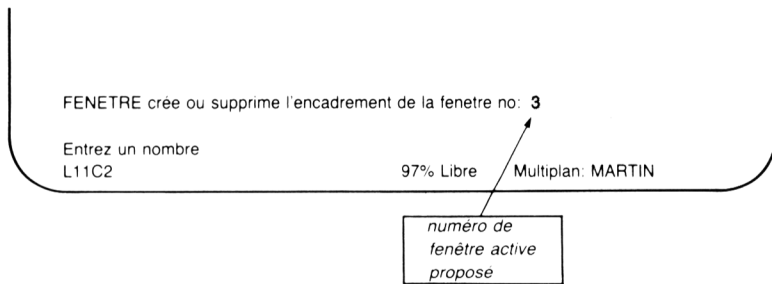 FENETRE crée ou supprime l'encadrement de la fenetre no: 3
Entrez un nombre
L11C2 97% Libre Multiplan: MARTIN
numéro de
fenêtre active
proposé